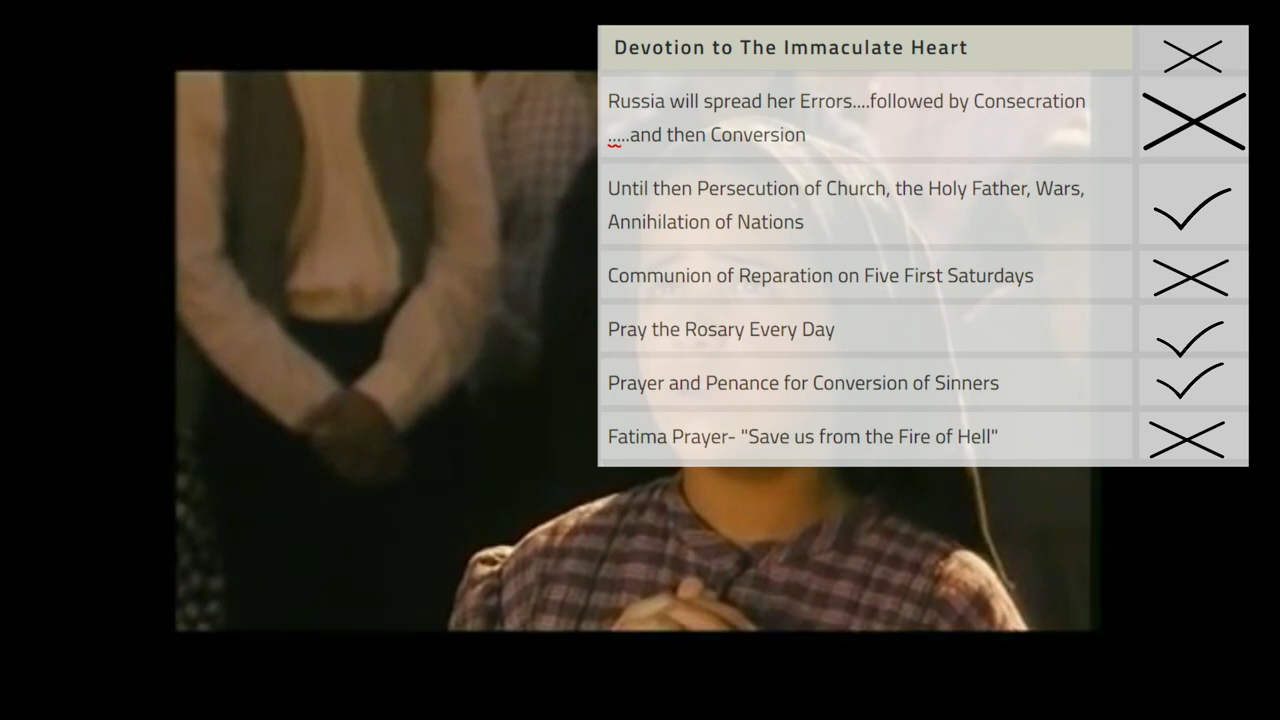 Devotion to The Immaculate Heart
Russia will spread her Errors....followed by Consecration
.....and then Conversion
Until then Persecution of Church, the Holy Father, Wars,
Annihilation of Nations
Communion of Reparation on Five First Saturdays
Pray the Rosary Every Day
Prayer and Penance for Conversion of Sinners
Fatima Prayer- "Save us from the Fire of Hell"